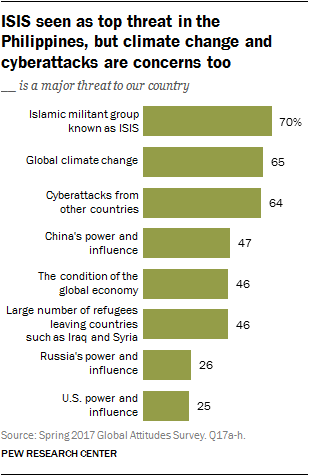 ISIS seen as top threat in the
Philippines, but climate change and
cyberattacks are concerns too
__ is a major threat to our country
Islamic militant group
known as ISIS
70%
Global climate change
65
Cyberattacks from
other countries
64
China's power and
influence
47
The condition of the
global economy
46
Large number of refugees
leaving countries
such as Iraq and Syria
46
Russia's power and
influence
26
U.S. power and
influence
25
Source: Spring 2017 Global Attitudes Survey. Q17a-h.
PEW RESEARCH CENTER